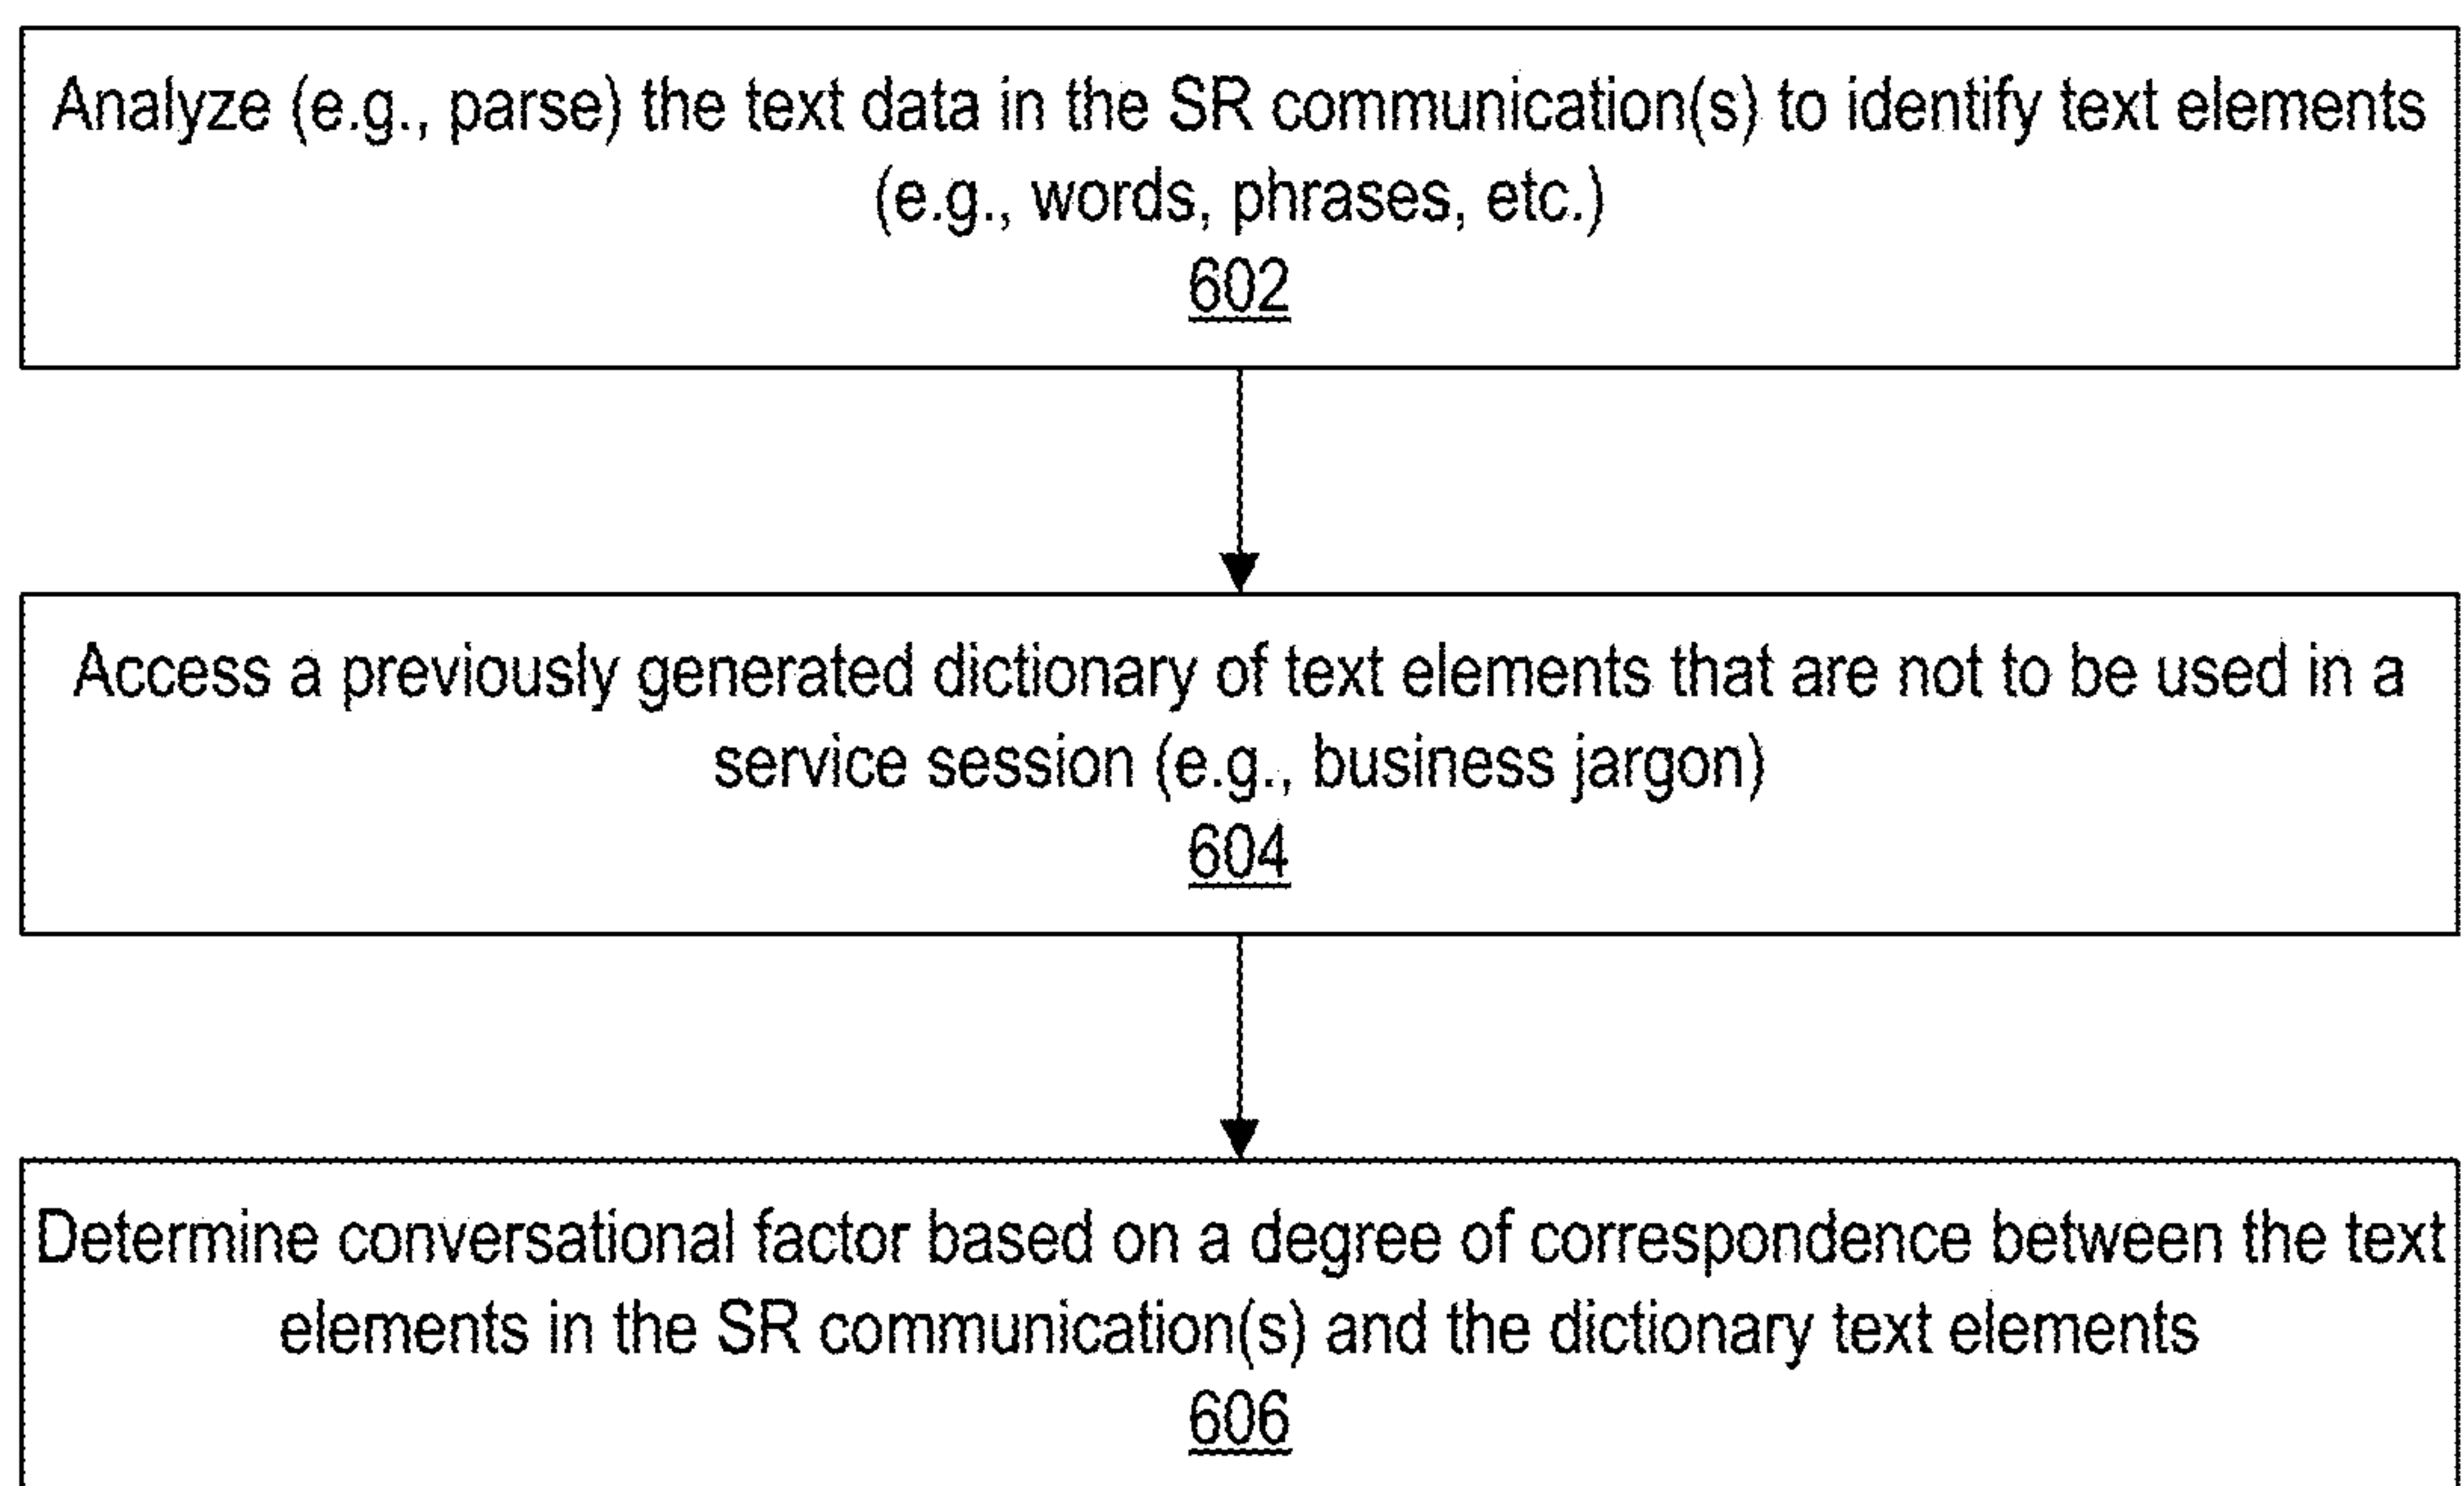 Analyze (e.g., parse) the text data in the SR communication(s) to identify text elements
(e.g., words, phrases, etc.)
602
Access a previously generated dictionary of text elements that are not to be used in a
service session (e.g., business jargon)
604
Determine conversational factor based on a degree of correspondence between the text
elements in the SR communication(s) and the dictionary text elements
606